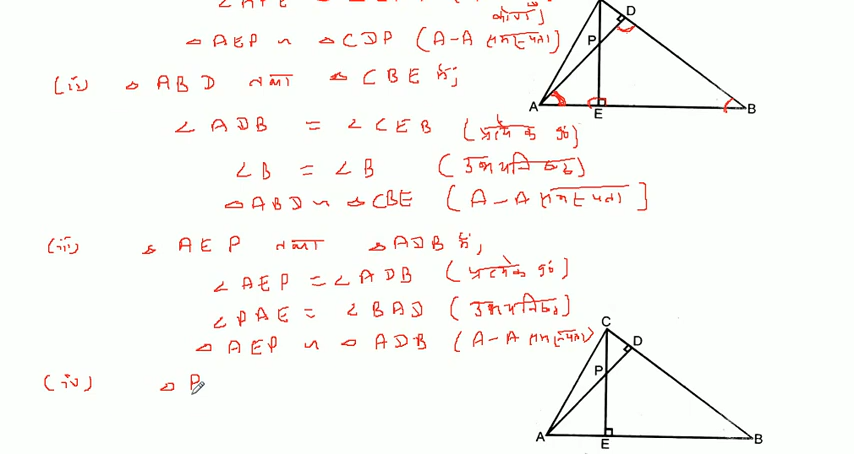 ∠APE = ∠
कोण]
△AEP ~ △CDP (A-A समरूपता)
(ii) △ABD तथा △CBE में;
∠ADB = ∠CEB (प्रत्येक 90)
∠B = ∠B (उभयनिष्ठ)
△ABD ~ △CBE (A-A समरूपता]
(iii) △AEP तथा △ADB में;
∠AEP = ∠ADB (प्रत्येक 90]
∠PAE = ∠BAD (उभयनिष्ठ)
△AEP ~ △ADB (A-A समरूपता)
(iv) △P
D
P
A
E
B
C
D
P
A
E
B